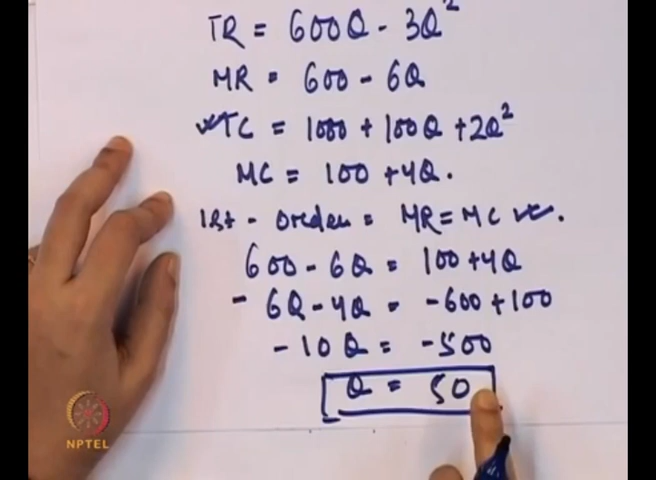 TR = 600Q - 3Q²
MR = 600 - 6Q
TC = 1000 + 100Q + 2Q²
MC = 100 + 4Q.
1st - order = MR = MC
600 - 6Q = 100 + 4Q
- 6Q - 4Q = -600 + 100
- 10 Q = -500
Q = 50
NPTEL